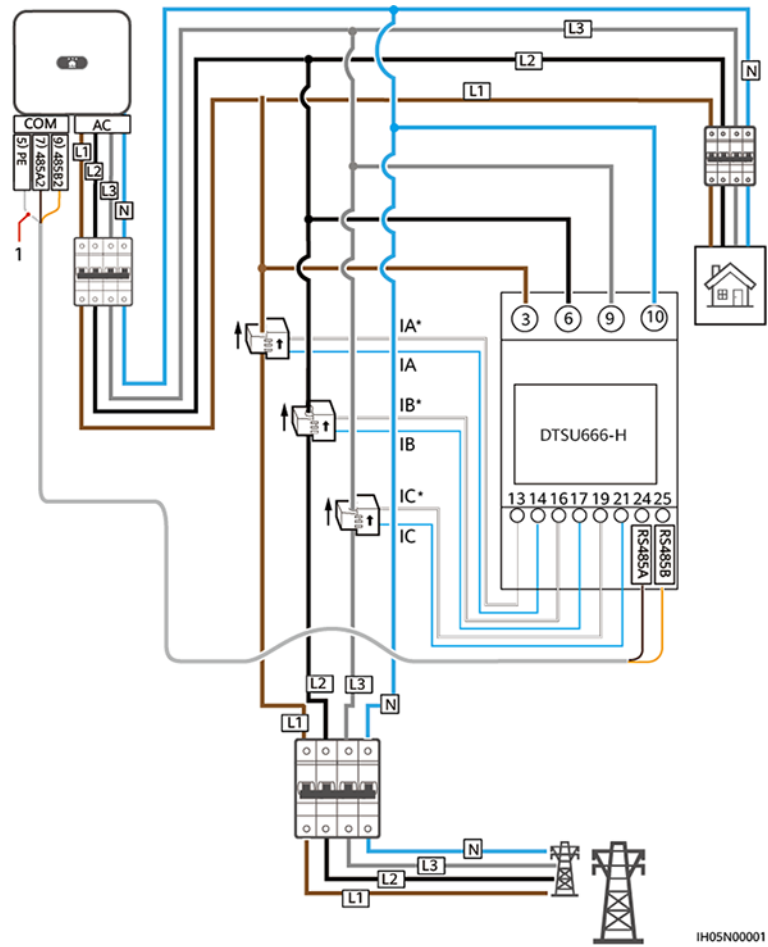 L3
L2
N
L1
COM
AC
5) PE
7) 485A2
9) 485B2
L1
L2
L3
N
1
3
6
9
10
IA*
IA
IB*
IB
IC*
IC
DTSU666-H
13 14 16 17 19 21 24 25
RS485A
RS485B
L2
L3
N
L1
N
L3
L2
L1
IH05N00001